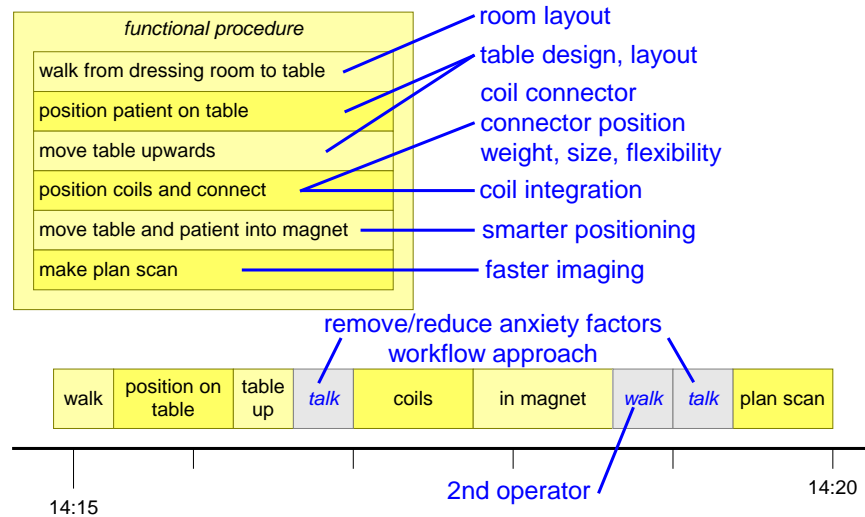 functional procedure
walk from dressing room to table
position patient on table
move table upwards
position coils and connect
move table and patient into magnet
make plan scan
room layout
table design, layout
coil connector
connector position
weight, size, flexibility
coil integration
smarter positioning
faster imaging
remove/reduce anxiety factors
workflow approach
walk
position on
table
table
up
talk
coils
in magnet
walk
talk
plan scan
2nd operator
14:15
14:20